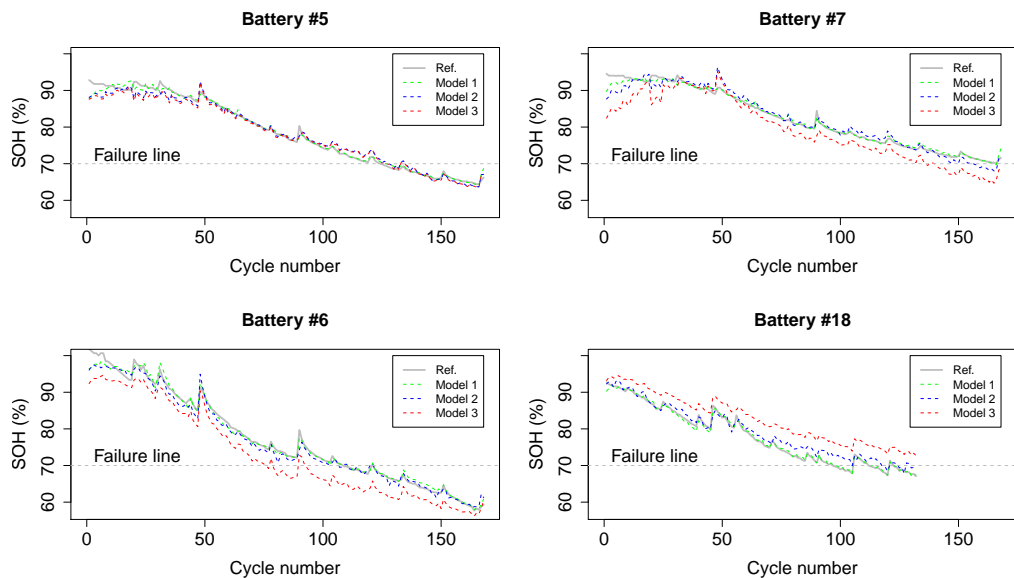 Battery #5
SOH (%)
90
80
70
60
Failure line
Ref.
Model 1
Model 2
Model 3
0 50 100 150
Cycle number
Battery #7
SOH (%)
90
80
70
60
Failure line
Ref.
Model 1
Model 2
Model 3
0 50 100 150
Cycle number
Battery #6
SOH (%)
90
80
70
60
Failure line
Ref.
Model 1
Model 2
Model 3
0 50 100 150
Cycle number
Battery #18
SOH (%)
90
80
70
60
Failure line
Ref.
Model 1
Model 2
Model 3
0 50 100 150
Cycle number